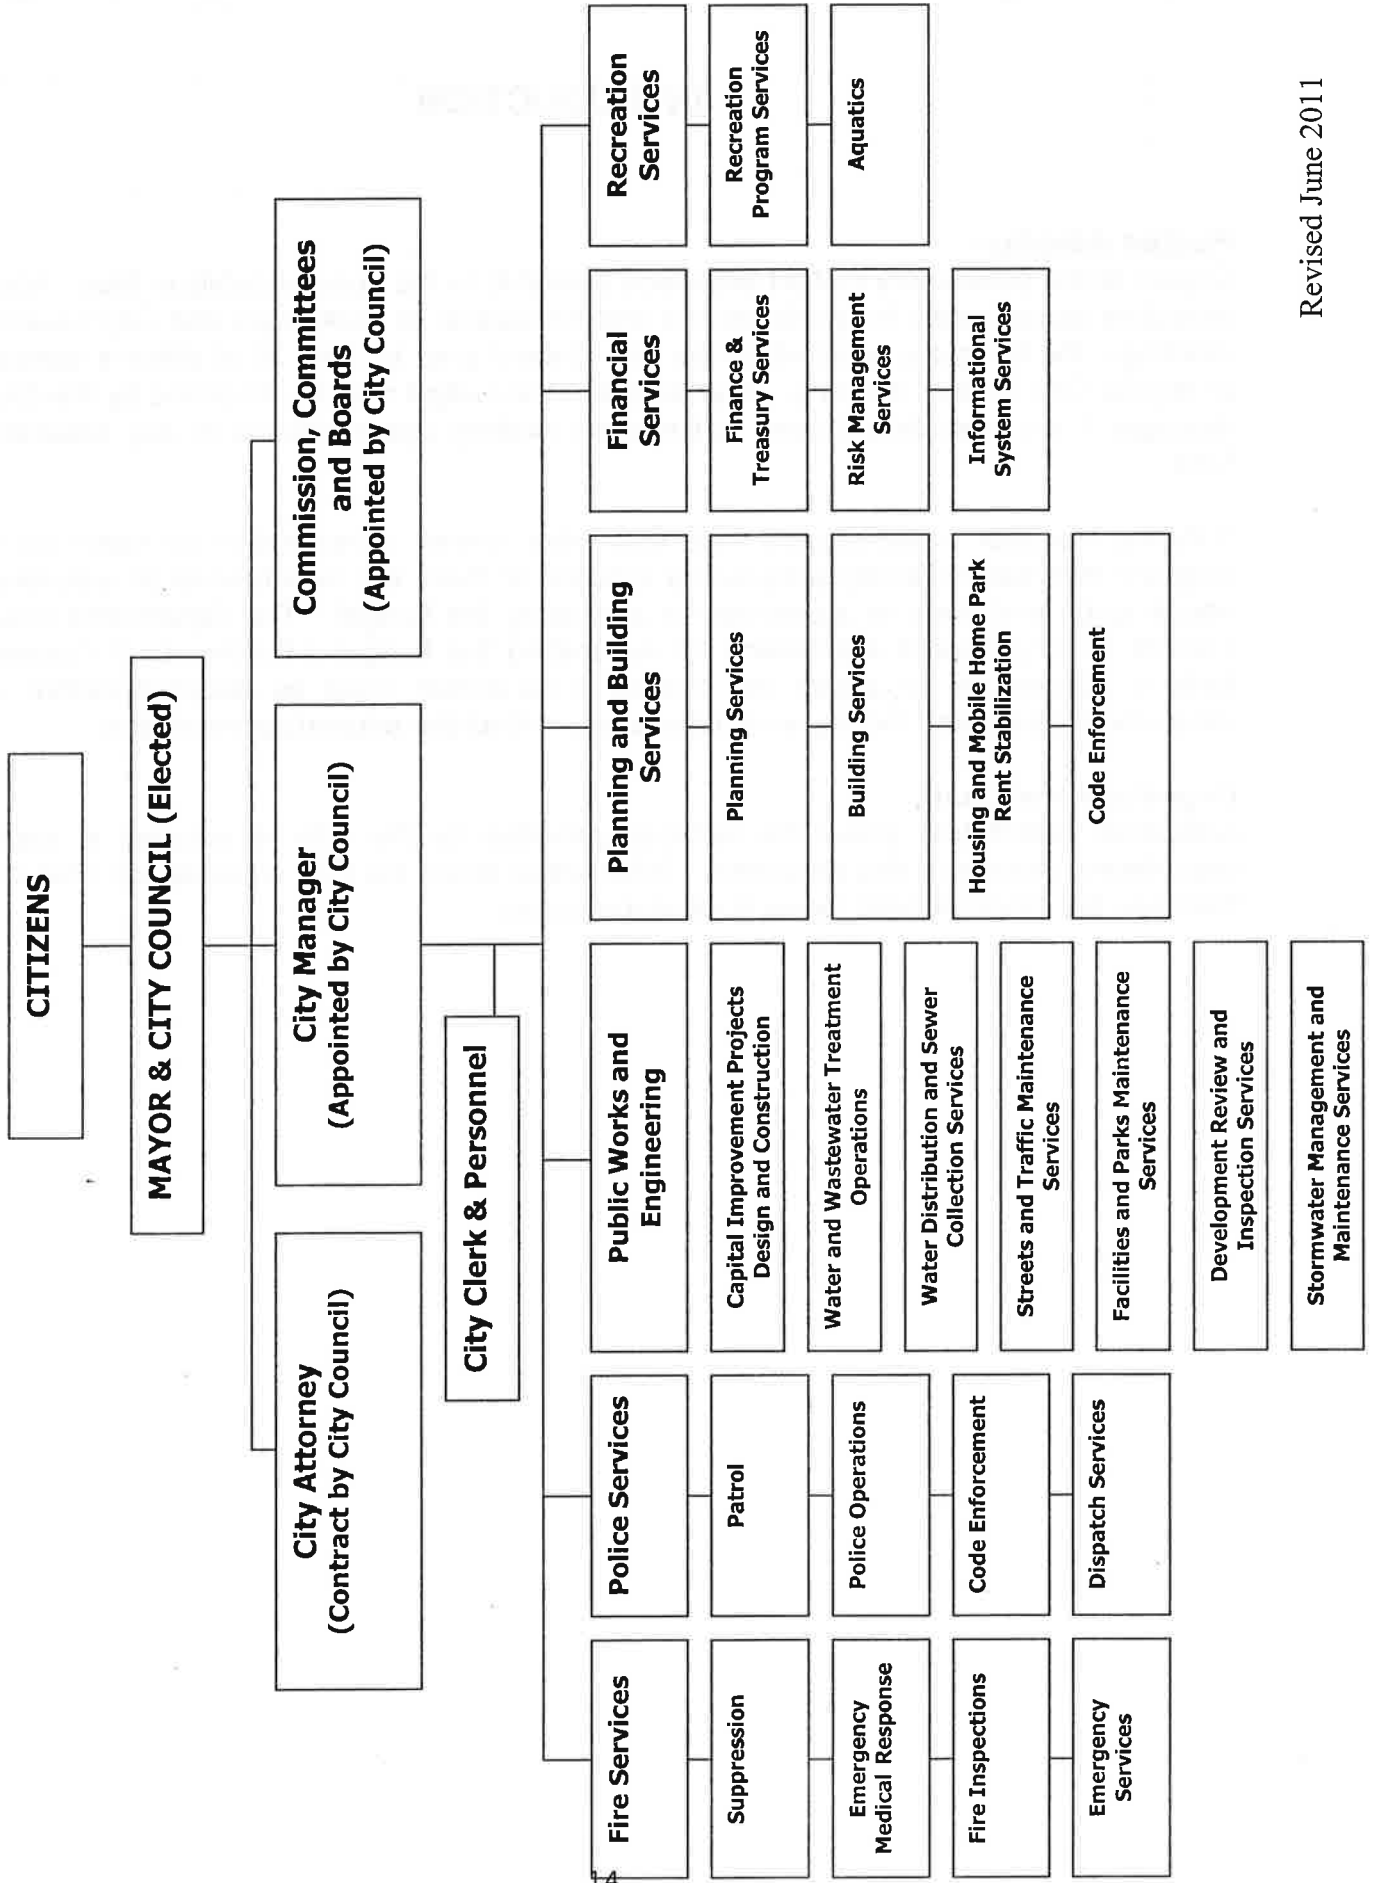 CITIZENS
MAYOR & CITY COUNCIL (Elected)
City Attorney
(Contract by City Council)
City Manager
(Appointed by City Council)
Commission, Committees
and Boards
(Appointed by City Council)
City Clerk & Personnel
Fire Services
Suppression
Emergency
Medical Response
Fire Inspections
Emergency
Services
Police Services
Patrol
Police Operations
Code Enforcement
Dispatch Services
Public Works and
Engineering
Capital Improvement Projects
Design and Construction
Water and Wastewater Treatment
Operations
Water Distribution and Sewer
Collection Services
Streets and Traffic Maintenance
Services
Facilities and Parks Maintenance
Services
Development Review and
Inspection Services
Stormwater Management and
Maintenance Services
Planning and Building
Services
Planning Services
Building Services
Housing and Mobile Home Park
Rent Stabilization
Code Enforcement
Financial
Services
Finance &
Treasury Services
Risk Management
Services
Informational
System Services
Recreation
Services
Recreation
Program Services
Aquatics
Revised June 2011
14